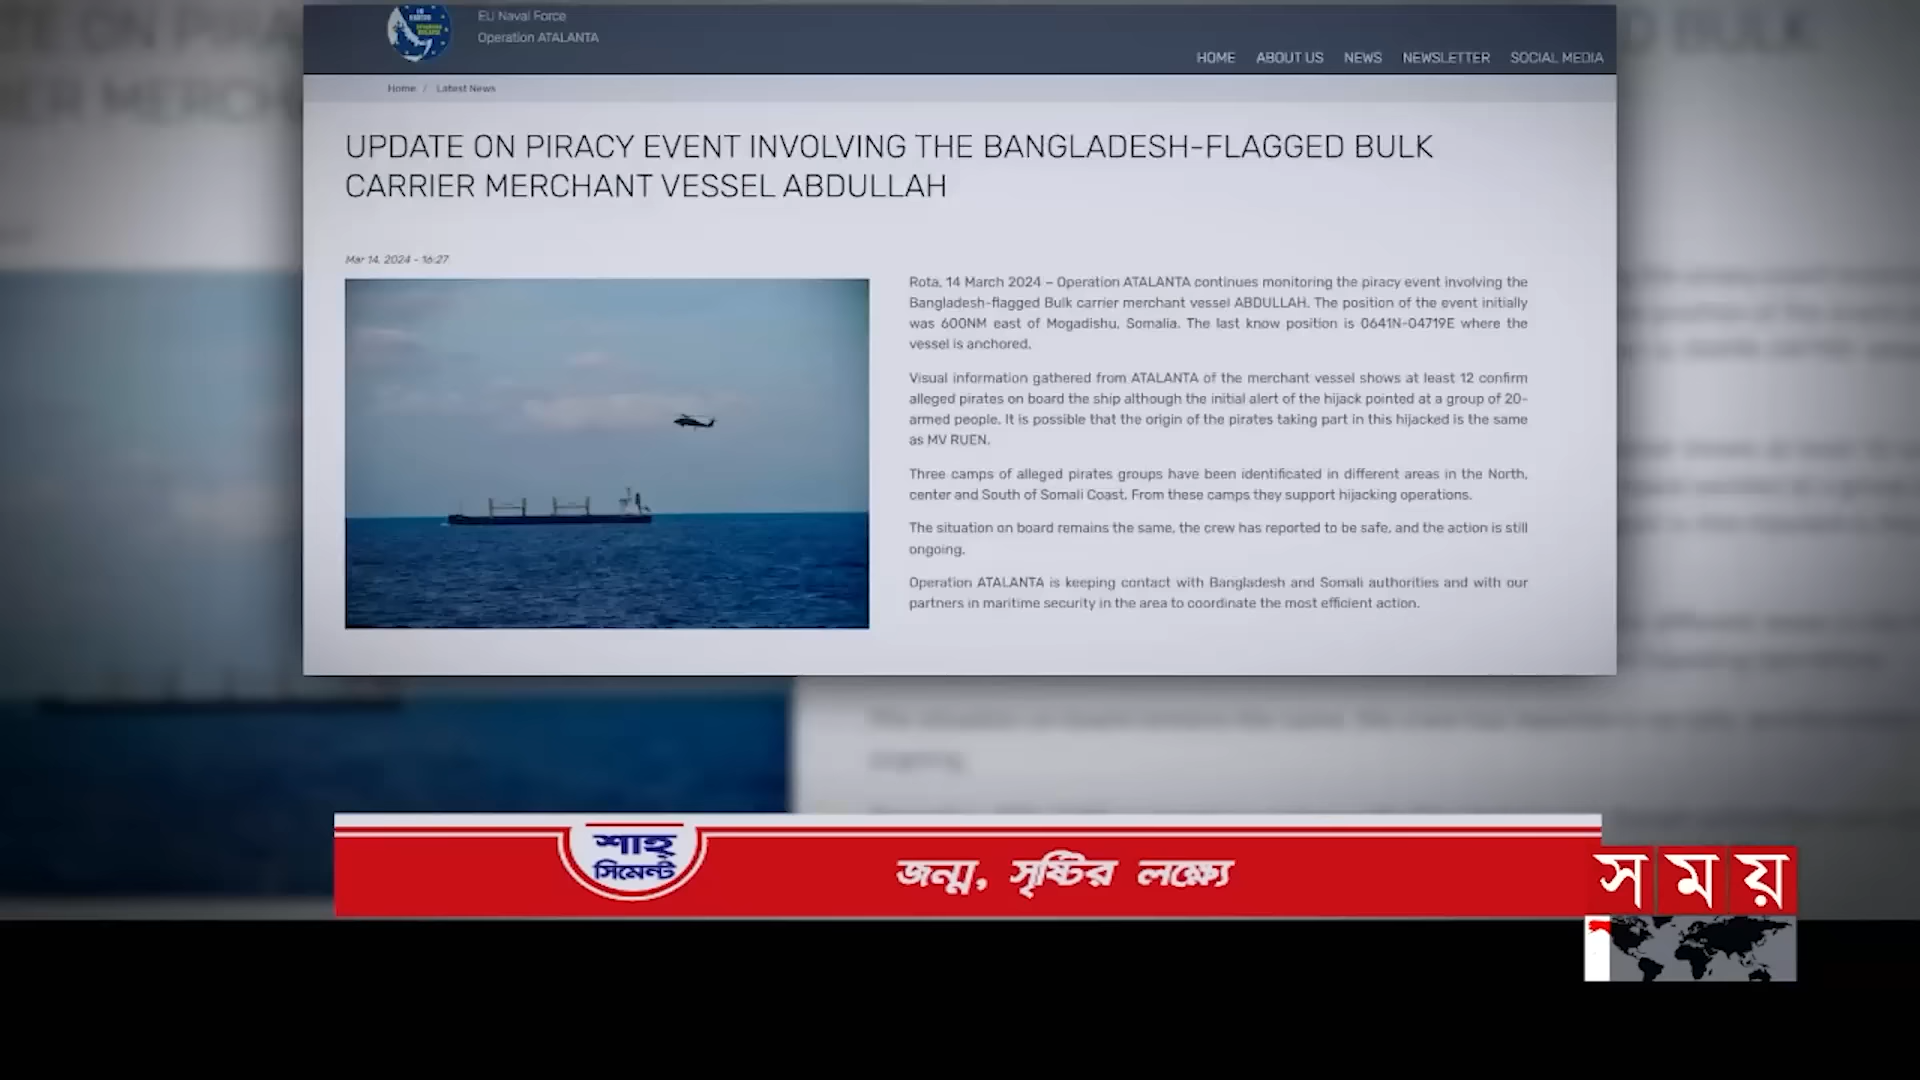 EU Naval Force
Operation ATALANTA
HOME ABOUT US NEWS NEWSLETTER SOCIAL MEDIA
Home / Latest News
UPDATE ON PIRACY EVENT INVOLVING THE BANGLADESH-FLAGGED BULK
CARRIER MERCHANT VESSEL ABDULLAH
Mar 14, 2024 - 16:27
Rota, 14 March 2024 – Operation ATALANTA continues monitoring the piracy event involving the
Bangladesh-flagged Bulk carrier merchant vessel ABDULLAH. The position of the event initially
was 600NM east of Mogadishu, Somalia. The last know position is 0641N-04719E where the
vessel is anchored.
Visual information gathered from ATALANTA of the merchant vessel shows at least 12 confirm
alleged pirates on board the ship although the initial alert of the hijack pointed at a group of 20-
armed people. It is possible that the origin of the pirates taking part in this hijacked is the same
as MV RUEN.
Three camps of alleged pirates groups have been identificated in different areas in the North,
center and South of Somali Coast. From these camps they support hijacking operations.
The situation on board remains the same, the crew has reported to be safe, and the action is still
ongoing.
Operation ATALANTA is keeping contact with Bangladesh and Somali authorities and with our
partners in maritime security in the area to coordinate the most efficient action.
শাহ্
সিমেন্ট
জন্ম, সৃষ্টির লক্ষ্যে
সময়